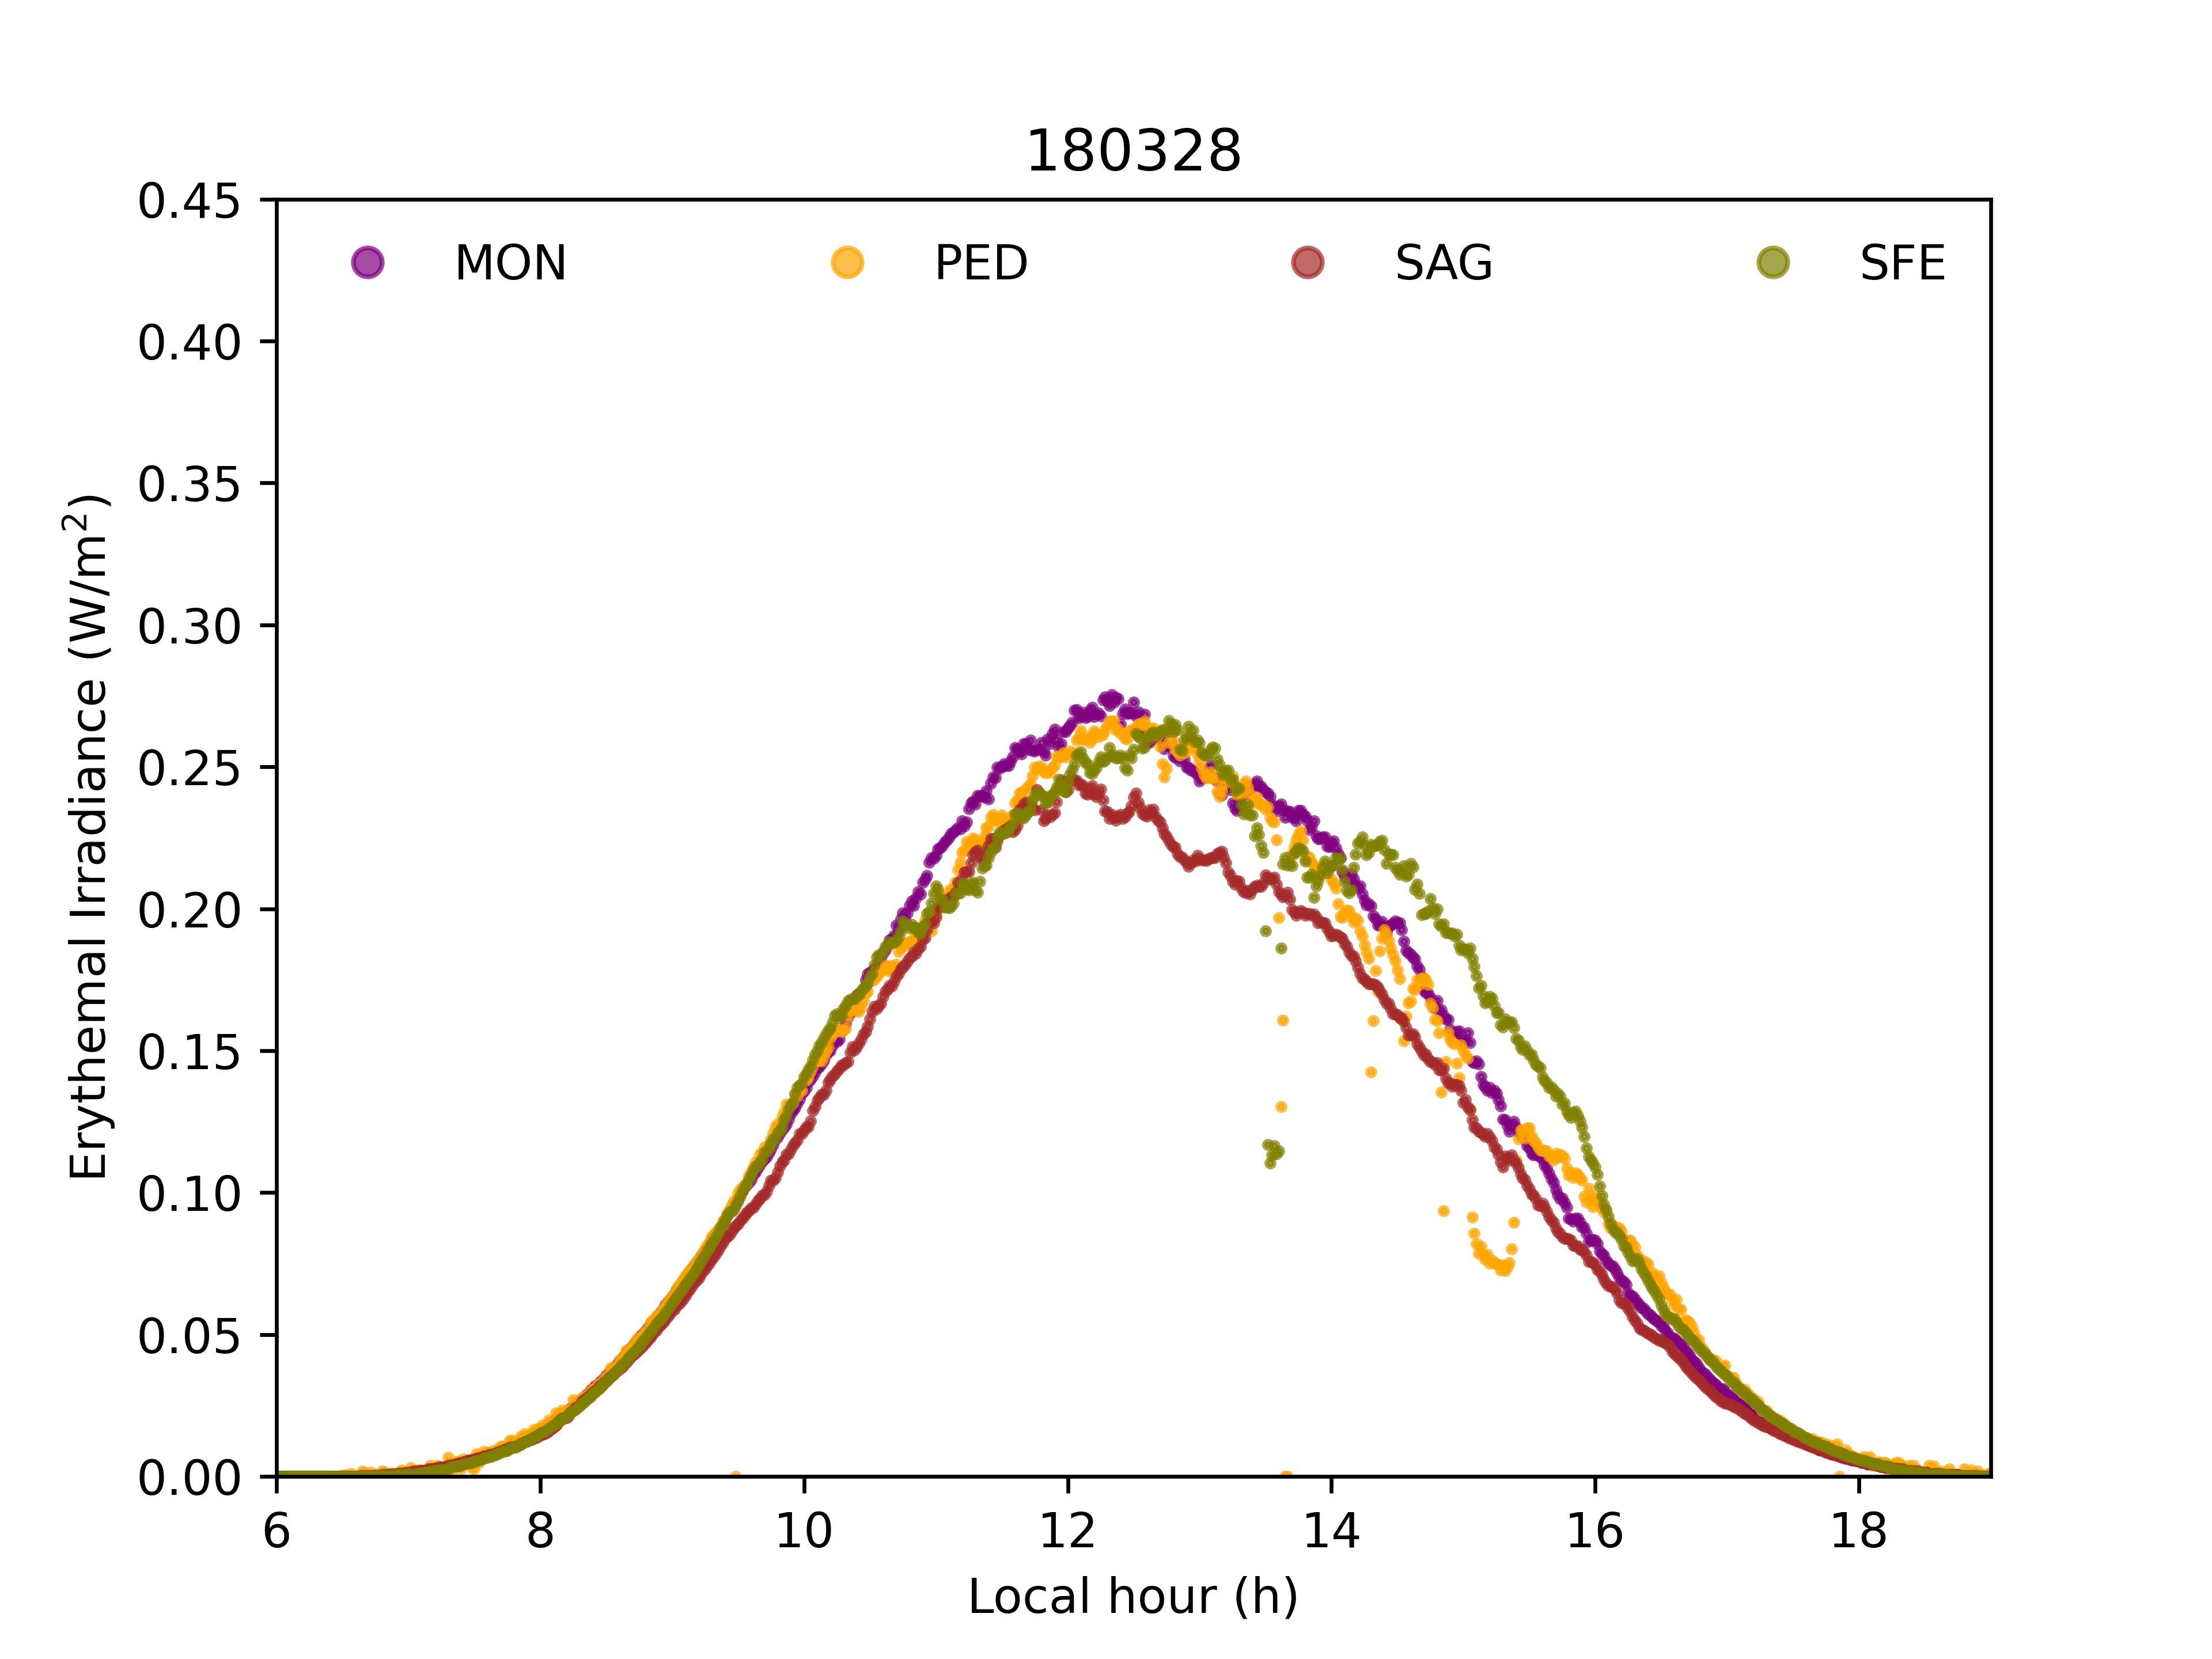 180328
MON PED SAG SFE
0.45
0.40
0.35
0.30
0.25
0.20
0.15
0.10
0.05
0.00
Erythemal Irradiance (W/m²)
6 8 10 12 14 16 18
Local hour (h)